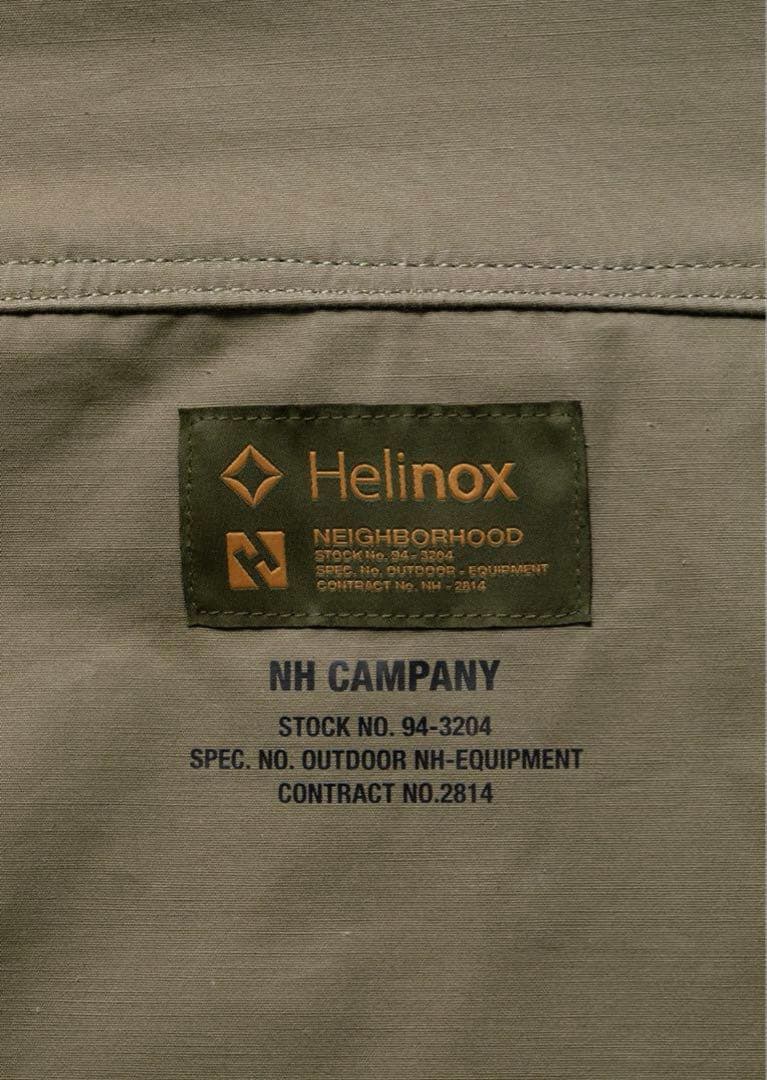 Helinox
NEIGHBORHOOD
STOCK No. 94 - 3204
SPEC. No. OUTDOOR - EQUIPMENT
CONTRACT No. NH - 2814
NH CAMPANY
STOCK NO. 94-3204
SPEC. NO. OUTDOOR NH-EQUIPMENT
CONTRACT NO.2814